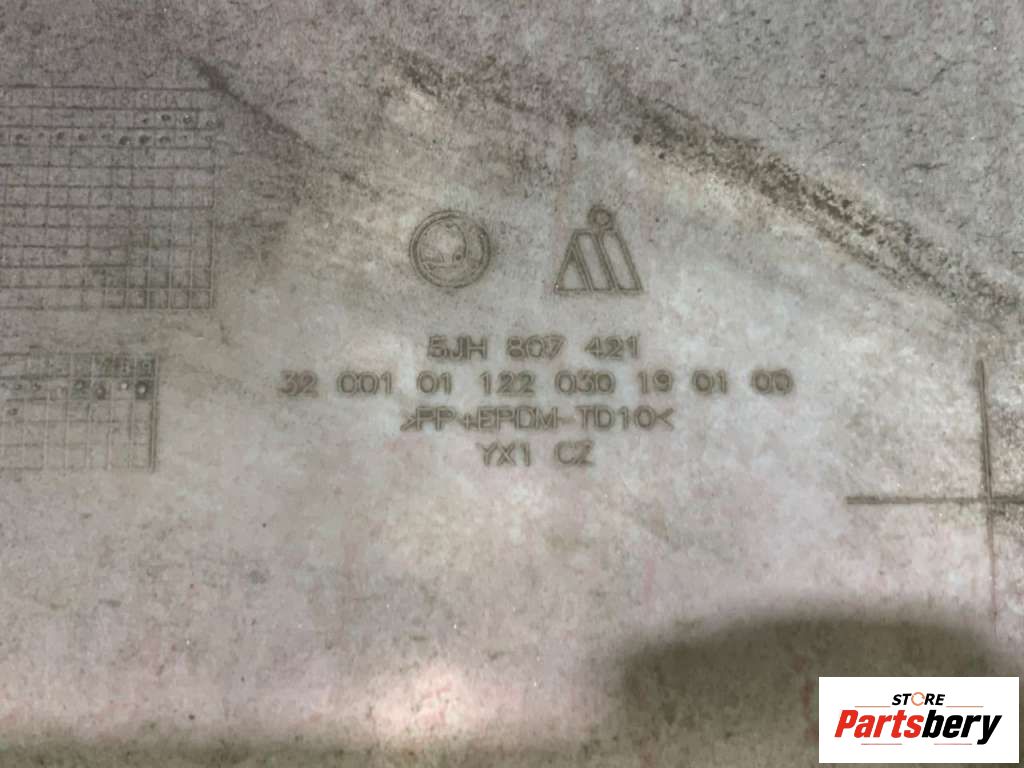 5JH 807 421
32 001 01 122 030 19 01 00
>PP+EPDM-TD10<
YX1 CZ
STORE
Partsbery